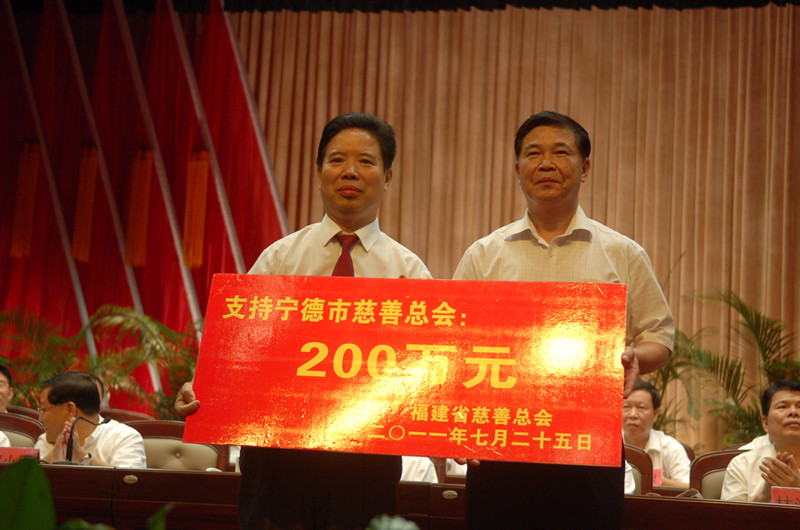 支持宁德市慈善总会：
200万元
福建省慈善总会
二〇一一年七月二十五日